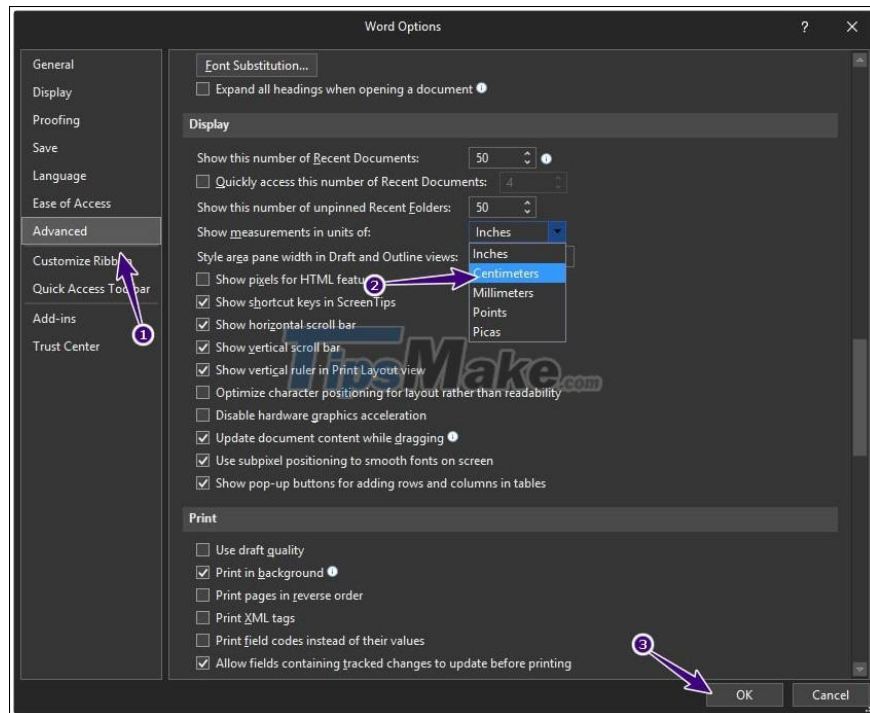 Word Options
?
General
Display
Proofing
Save
Language
Ease of Access
Advanced
Customize Ribbon
Quick Access Toolbar
Add-ins
Trust Center
Font Substitution...
Expand all headings when opening a document
Display
Show this number of Recent Documents: 50
Quickly access this number of Recent Documents: 4
Show this number of unpinned Recent Folders: 50
Show measurements in units of: Inches
Inches
Centimeters
Millimeters
Points
Picas
Style area pane width in Draft and Outline views:
Show pixels for HTML featu
Show shortcut keys in ScreenTips
Show horizontal scroll bar
Show vertical scroll bar
Show vertical ruler in Print Layout view
Optimize character positioning for layout rather than readability
Disable hardware graphics acceleration
Update document content while dragging
Use subpixel positioning to smooth fonts on screen
Show pop-up buttons for adding rows and columns in tables
Print
Use draft quality
Print in background
Print pages in reverse order
Print XML tags
Print field codes instead of their values
Allow fields containing tracked changes to update before printing
OK Cancel
1
2
3
TipsMake.com